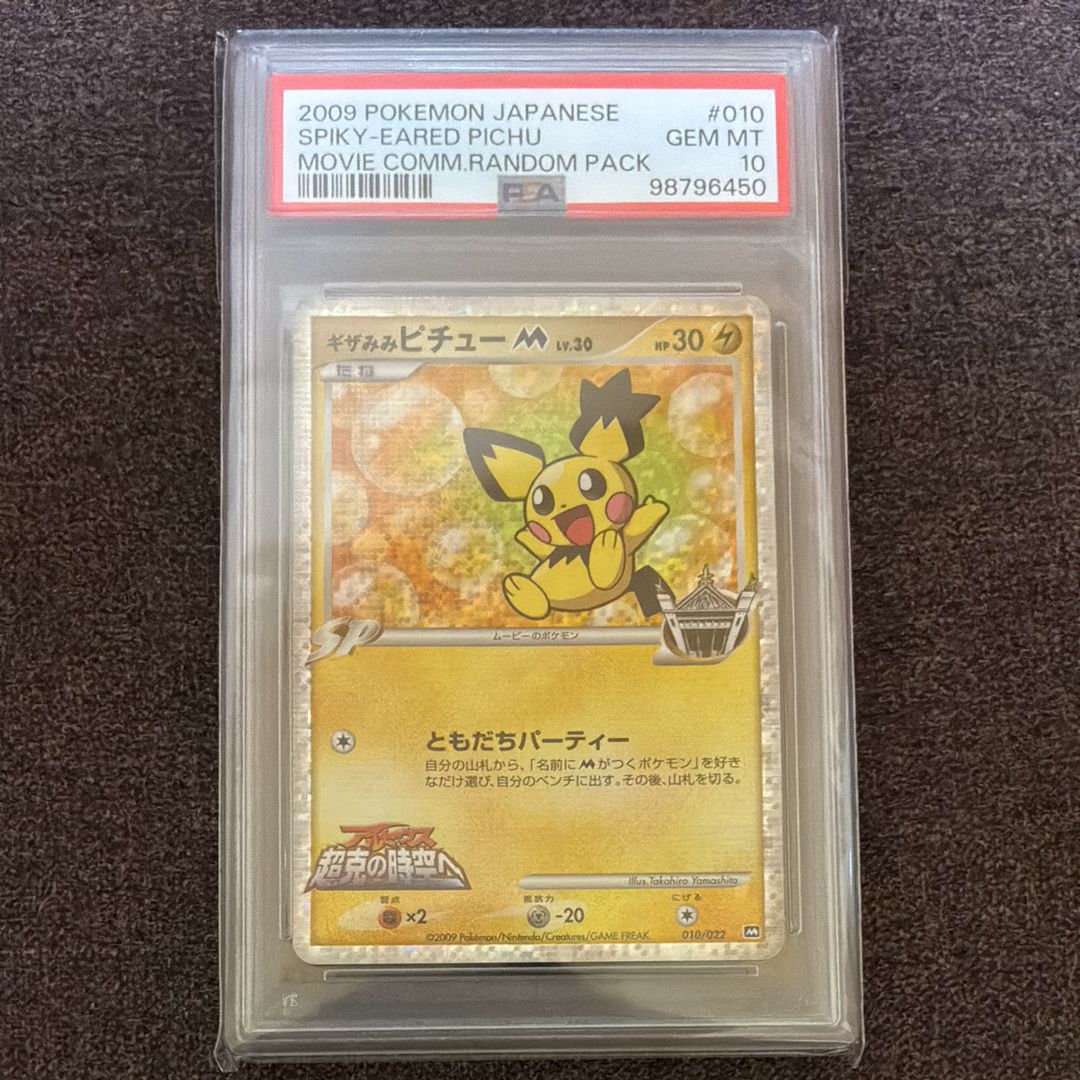 2009 POKEMON JAPANESE #010
SPIKY-EARED PICHU GEM MT
MOVIE COMM.RANDOM PACK 10
PSA 98796450
ギザみみピチュー M LV.30 HP 30
たね
SP
ムービーのポケモン
ともだちパーティー
自分の山札から、「名前にMがつくポケモン」を好き
なだけ選び、自分のベンチに出す。その後、山札を切る。
アルセウス
超克の時空へ
Illus.Takahiro Yamashita
弱点 ×2 抵抗力 -20 にげる
©2009 Pokémon/Nintendo/Creatures/GAME FREAK. 010/022 M